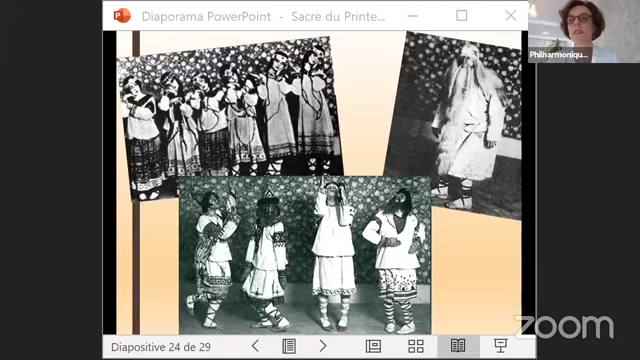 Diaporama PowerPoint - Sacre du Printe...
Philharmoniqu...
Diapositive 24 de 29
zoom